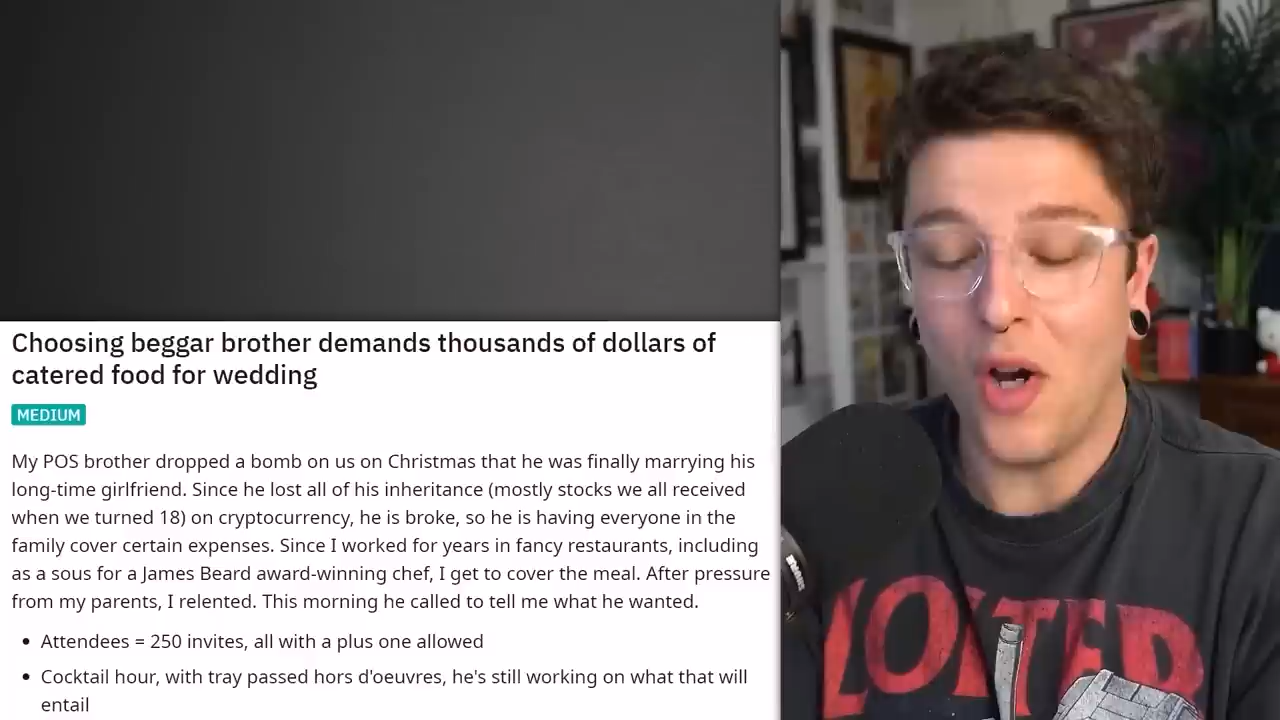 Choosing beggar brother demands thousands of dollars of
catered food for wedding
MEDIUM
My POS brother dropped a bomb on us on Christmas that he was finally marrying his
long-time girlfriend. Since he lost all of his inheritance (mostly stocks we all received
when we turned 18) on cryptocurrency, he is broke, so he is having everyone in the
family cover certain expenses. Since I worked for years in fancy restaurants, including
as a sous for a James Beard award-winning chef, I get to cover the meal. After pressure
from my parents, I relented. This morning he called to tell me what he wanted.
• Attendees = 250 invites, all with a plus one allowed
• Cocktail hour, with tray passed hors d'oeuvres, he's still working on what that will
entail
LOITER